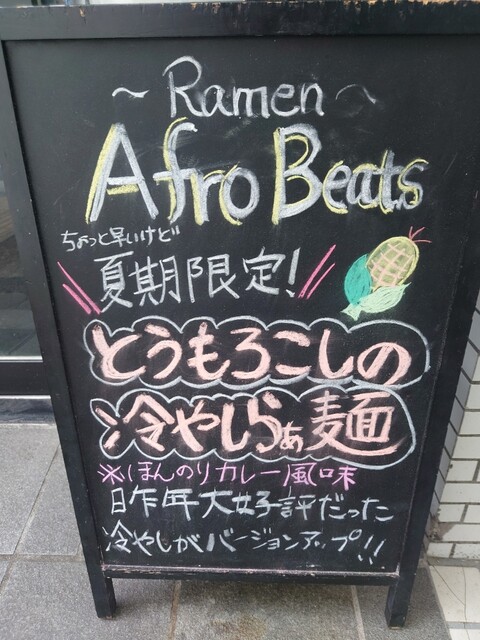 ～Ramen～
Afro Beats
ちょっと早いけど
夏期限定!
とうもろこしの
冷やしらぁ麺
※ほんのりカレー風味
昨年大好評だった
冷やしがバージョンアップ!!